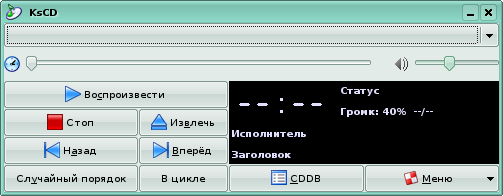 KsCD
Воспроизвести
Стоп
Извлечь
Назад
Вперёд
Случайный порядок
В цикле
--:--
Статус
Громк: 40% --/--
Исполнитель
Заголовок
CDDB
Меню